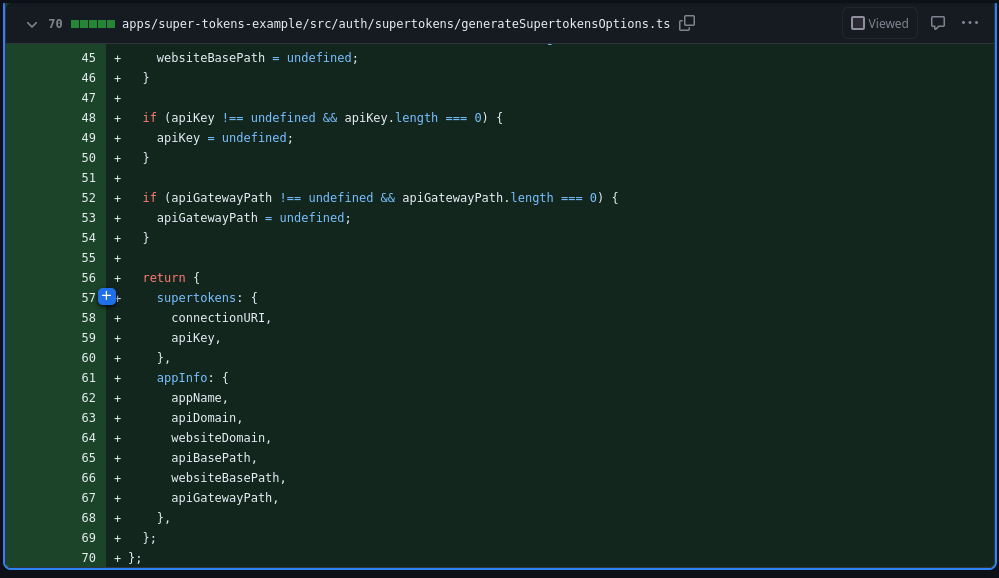 70 apps/super-tokens-example/src/auth/supertokens/generateSupertokensOptions.ts Viewed
45 + websiteBasePath = undefined;
46 + }
47 +
48 + if (apiKey !== undefined && apiKey.length === 0) {
49 + apiKey = undefined;
50 + }
51 +
52 + if (apiGatewayPath !== undefined && apiGatewayPath.length === 0) {
53 + apiGatewayPath = undefined;
54 + }
55 +
56 + return {
57 + supertokens: {
58 + connectionURI,
59 + apiKey,
60 + },
61 + appInfo: {
62 + appName,
63 + apiDomain,
64 + websiteDomain,
65 + apiBasePath,
66 + websiteBasePath,
67 + apiGatewayPath,
68 + },
69 + };
70 + };